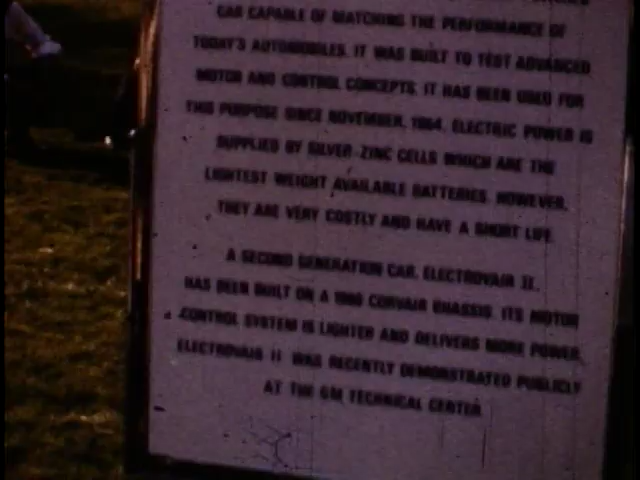 CAR CAPABLE OF MATCHING THE PERFORMANCE OF
TODAY'S AUTOMOBILES. IT WAS BUILT TO TEST ADVANCED
MOTOR AND CONTROL CONCEPTS. IT HAS BEEN USED FOR
THIS PURPOSE SINCE NOVEMBER, 1964. ELECTRIC POWER IS
SUPPLIED BY SILVER-ZINC CELLS WHICH ARE THE
LIGHTEST WEIGHT AVAILABLE BATTERIES. HOWEVER,
THEY ARE VERY COSTLY AND HAVE A SHORT LIFE
A SECOND GENERATION CAR, ELECTROVAIR II,
HAS BEEN BUILT ON A 1966 CORVAIR CHASSIS. ITS MOTOR
CONTROL SYSTEM IS LIGHTER AND DELIVERS MORE POWER.
ELECTROVAIR II WAS RECENTLY DEMONSTRATED PUBLICLY
AT THE GM TECHNICAL CENTER